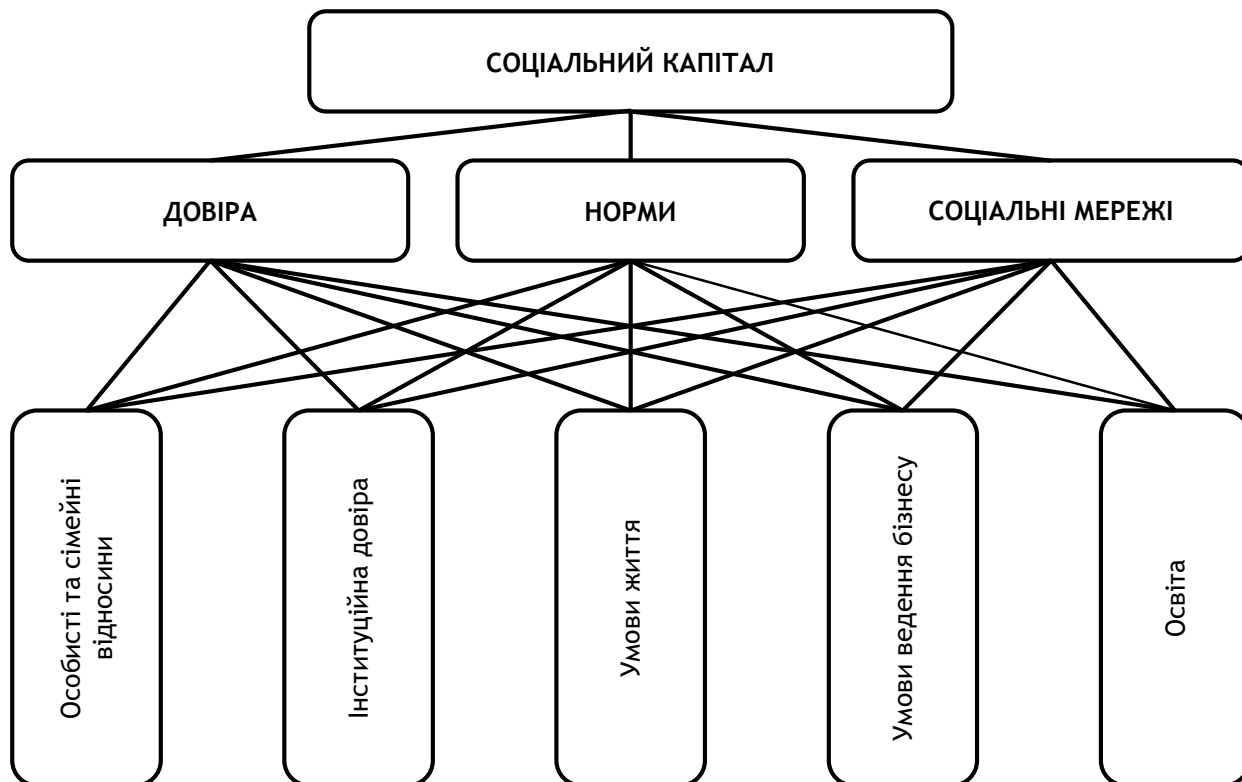 СОЦІАЛЬНИЙ КАПІТАЛ
ДОВІРА
НОРМИ
СОЦІАЛЬНІ МЕРЕЖІ
Особисті та сімейні
відносини
Інституційна довіра
Умови життя
Умови ведення бізнесу
Освіта